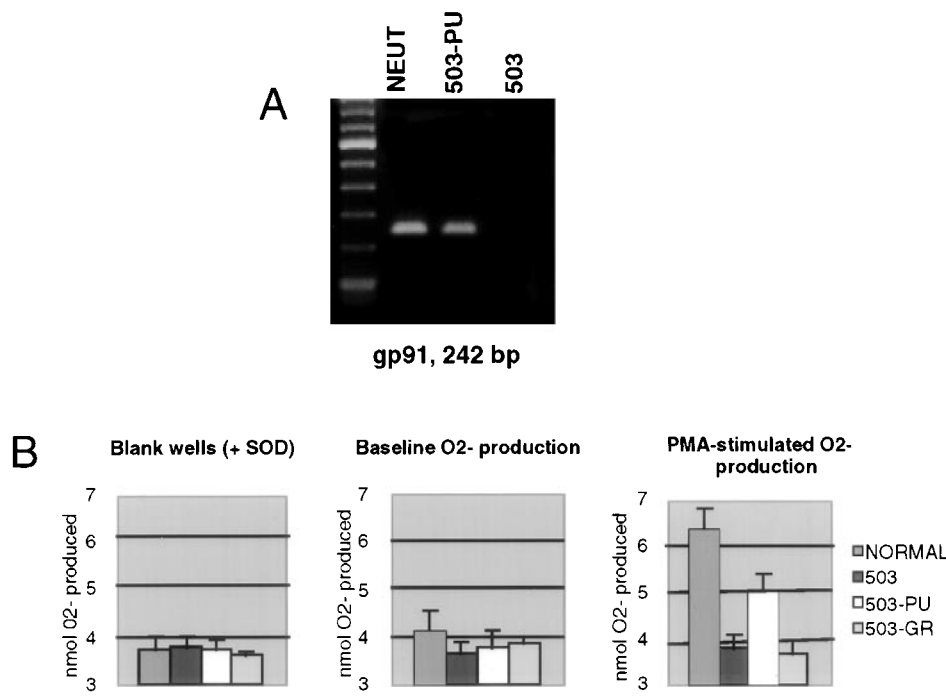 A
NEUT
503-PU
503
gp91, 242 bp
B
Blank wells (+ SOD)
nmol 02- produced
7
6
5
4
3
Baseline O2- production
nmol O2- produced
7
6
5
4
3
PMA-stimulated O2-
production
nmol O2- produced
7
6
5
4
3
NORMAL
503
503-PU
503-GR